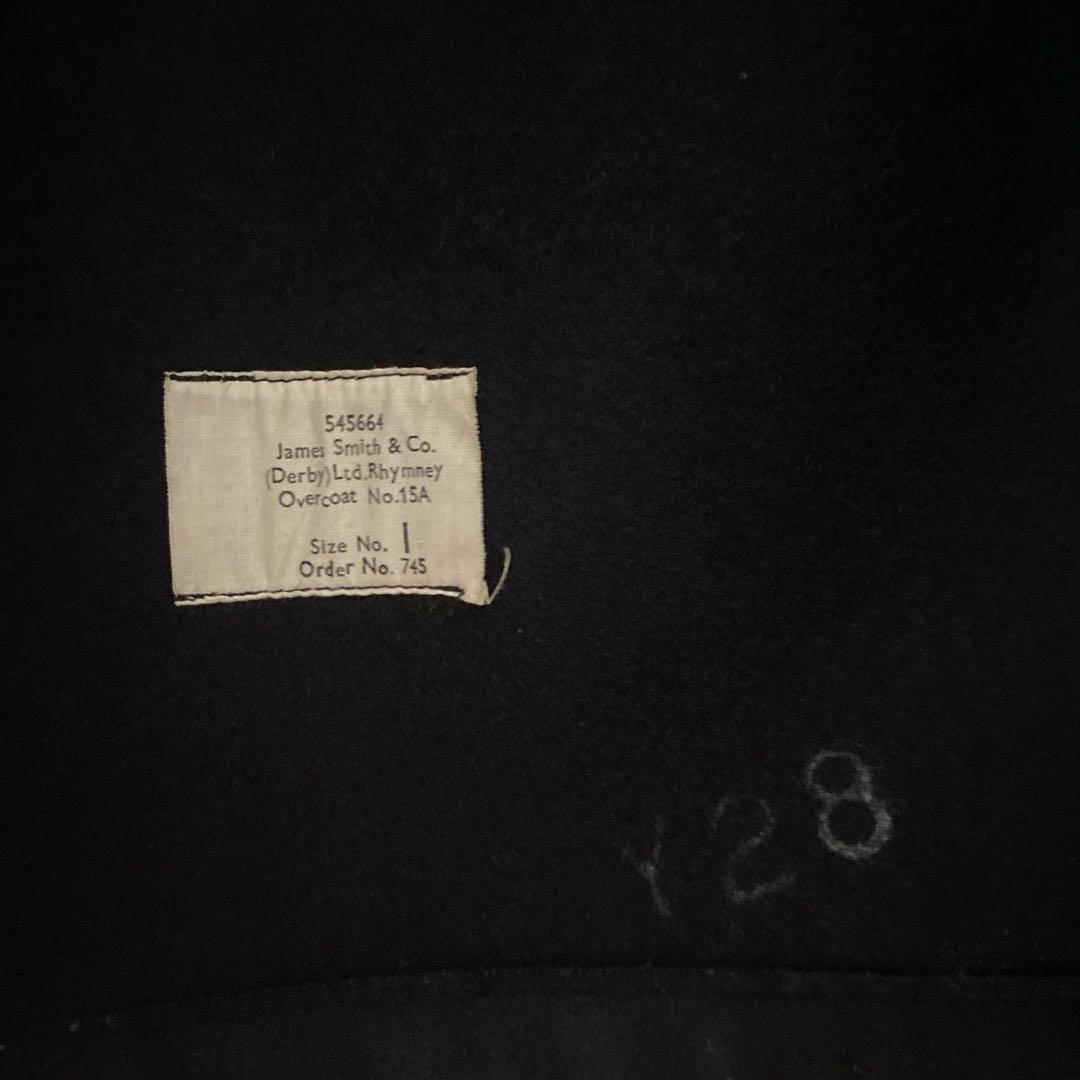 545664
James Smith & Co.
(Derby) Ltd, Rhymney
Overcoat No.15A
Size No. 1
Order No. 745
Y28